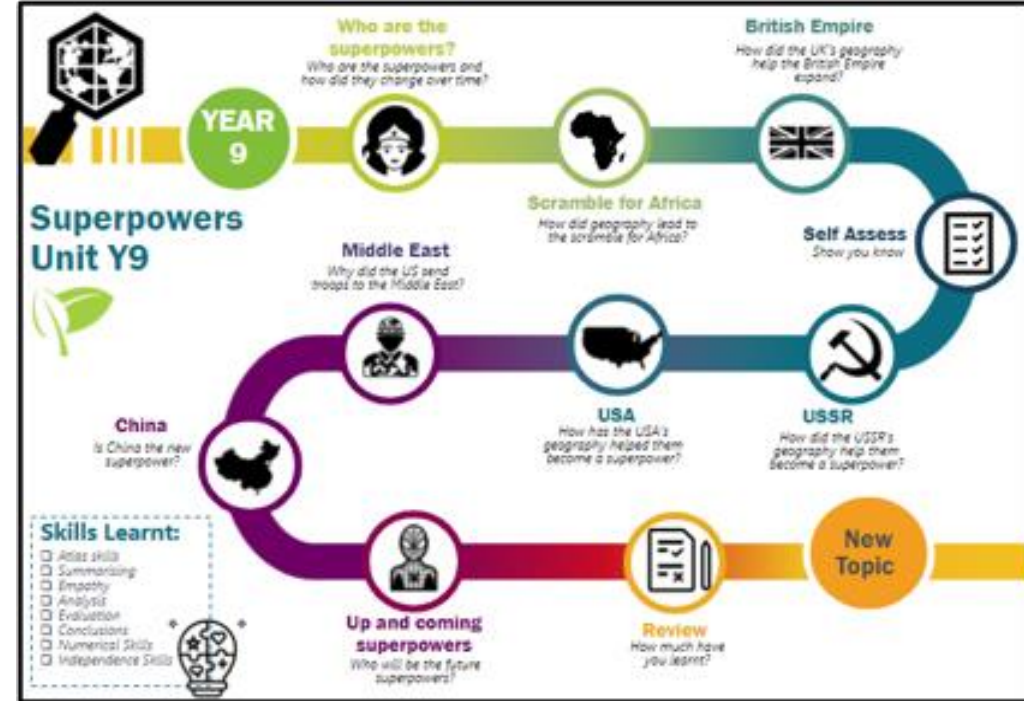 YEAR
9
Who are the
superpowers?
Who are the superpowers and
how did they change over time?
Scramble for Africa
How did geography lead to
the scramble for Africa?
British Empire
How did the UK's geography
help the British Empire
expand?
Superpowers
Unit Y9
Self Assess
Show you know
USSR
How did the USSR's
geography help them
become a superpower?
USA
How has the USA's
geography helped them
become a superpower?
Middle East
Why did the US send
troops to the Middle East?
China
Is China the new
superpower?
Up and coming
superpowers
Who will be the future
superpowers?
Review
How much have
you learnt?
New
Topic
Skills Learnt:
Atlas skills
Summarising
Empathy
Analysis
Evaluation
Conclusions
Numerical Skills
Independence Skills